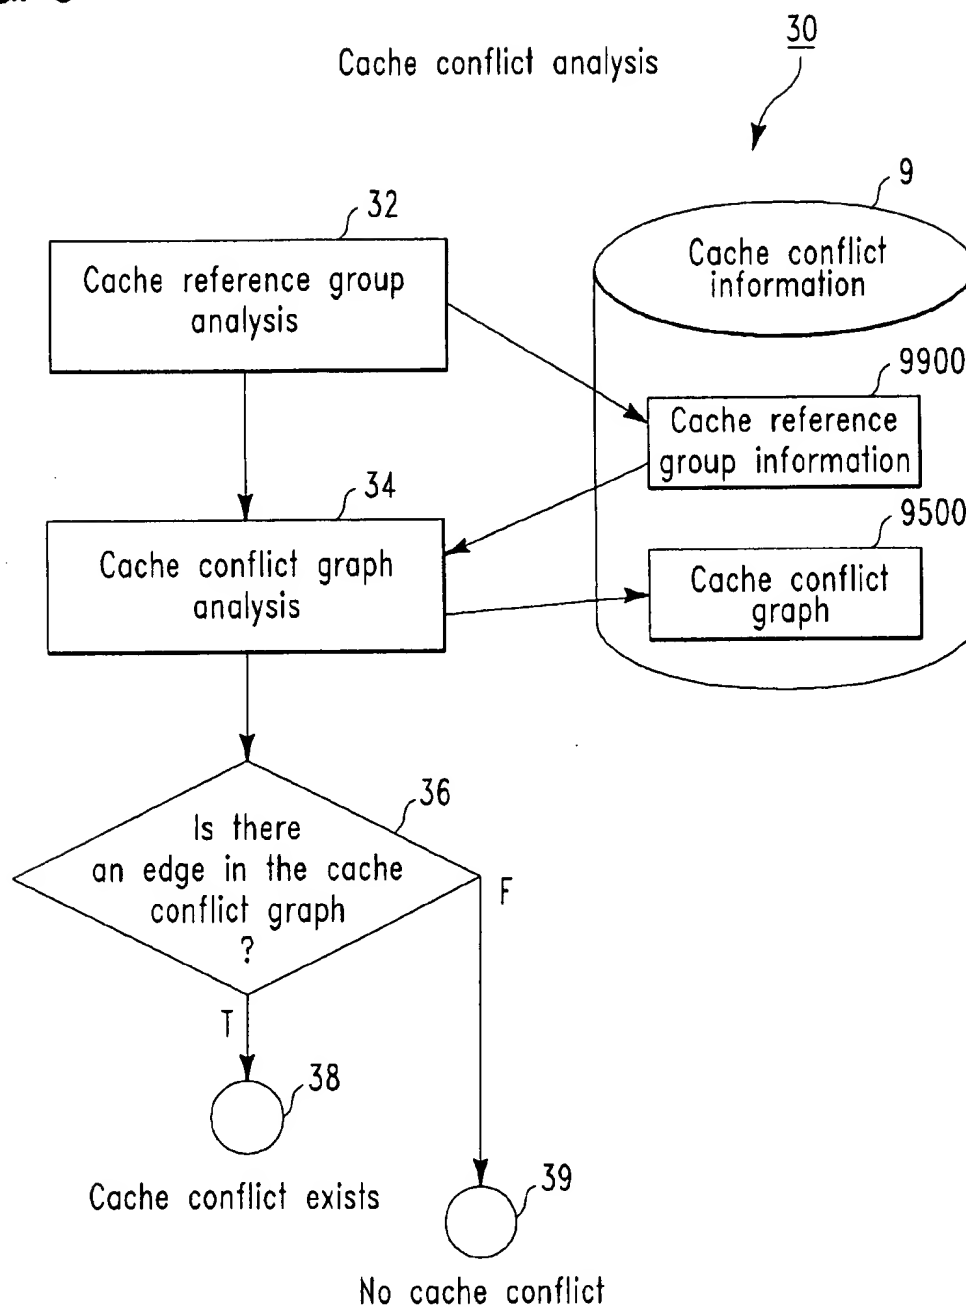 30
Cache conflict analysis
9
32
Cache conflict
information
Cache reference group
analysis
9900
Cache reference
group information
34
9500
Cache conflict graph
analysis
Cache conflict
graph
36
Is there
an edge in the cache
conflict graph
?
F
T
38
Cache conflict exists
39
No cache conflict